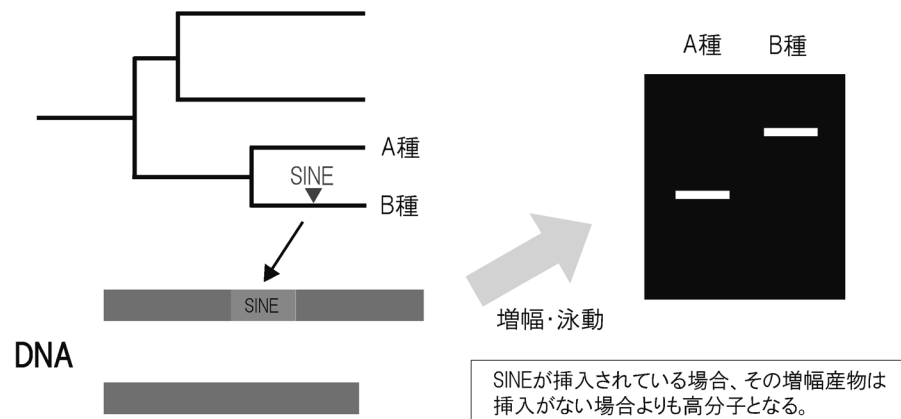 A種
B種
A種
SINE
B種
SINE
増幅・泳動
DNA
SINEが挿入されている場合、その増幅産物は
挿入がない場合よりも高分子となる。